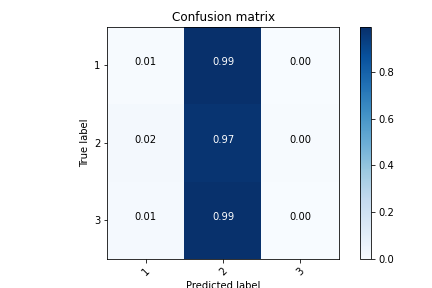 Confusion matrix
1 0.01 0.99 0.00
2 0.02 0.97 0.00
3 0.01 0.99 0.00
1 2 3
True label
Predicted label
0.8
0.6
0.4
0.2
0.0